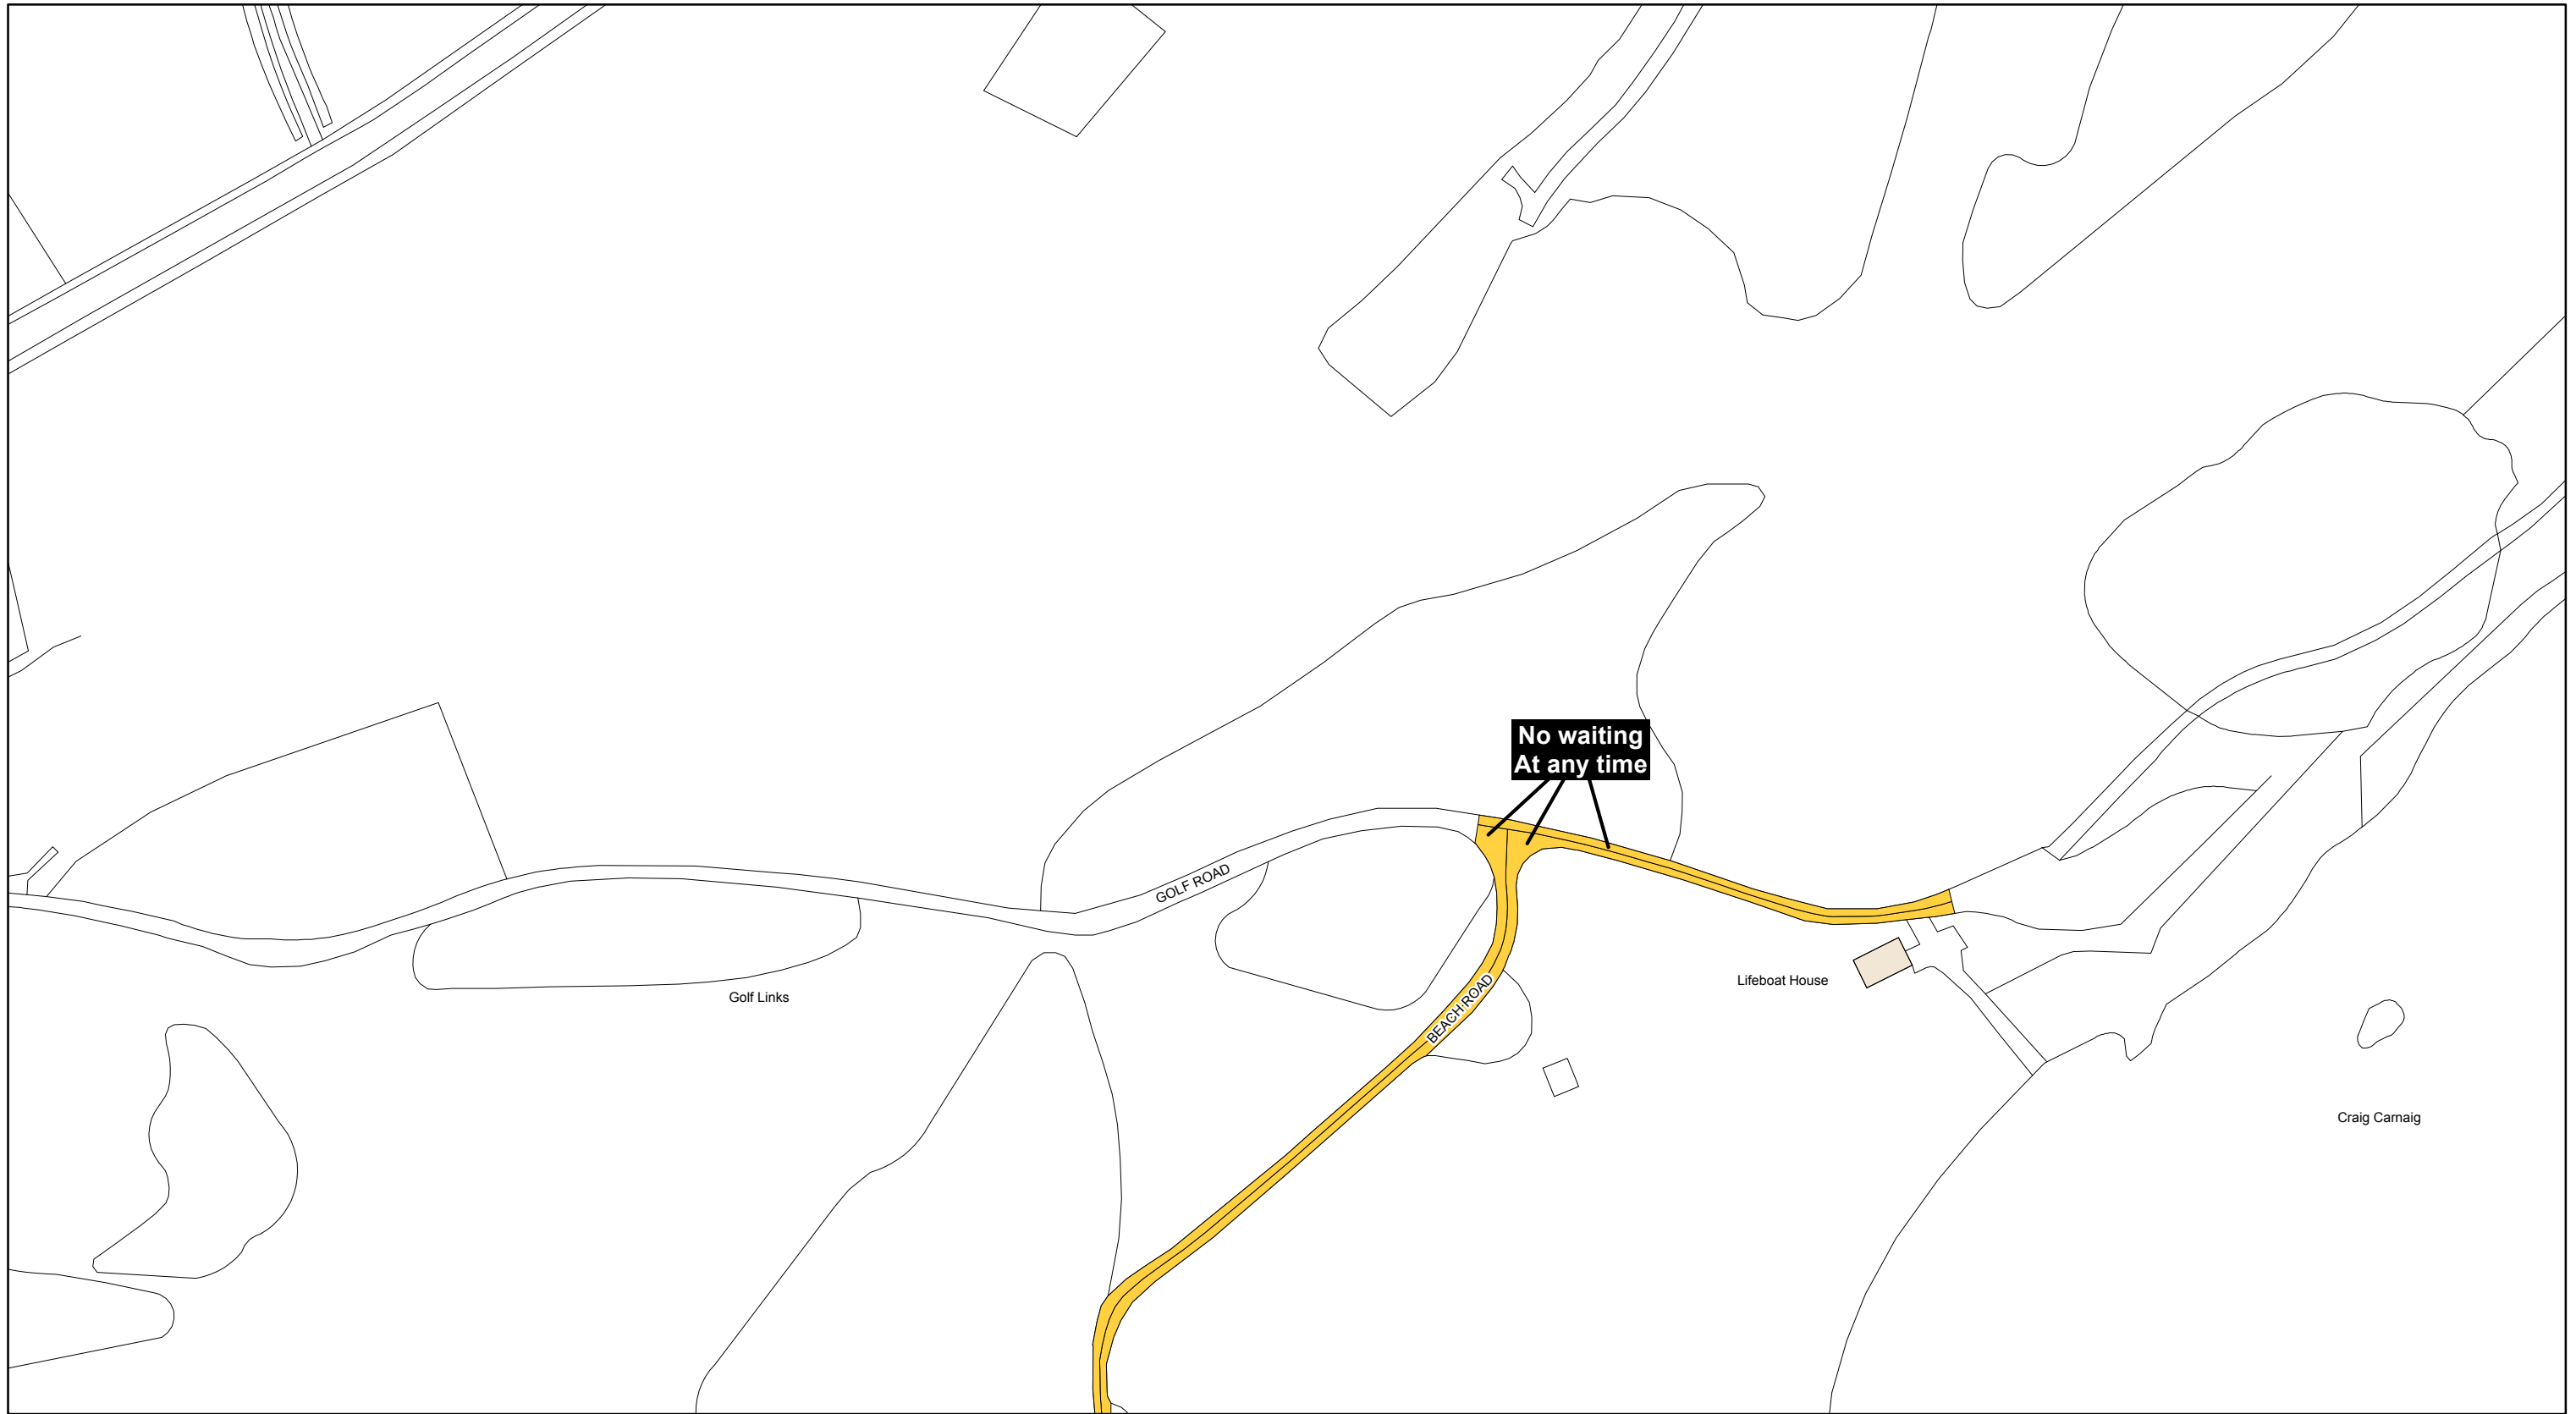 No waiting
At any time
GOLF ROAD
BEACH ROAD
Lifeboat House
Golf Links
Craig Carnaig